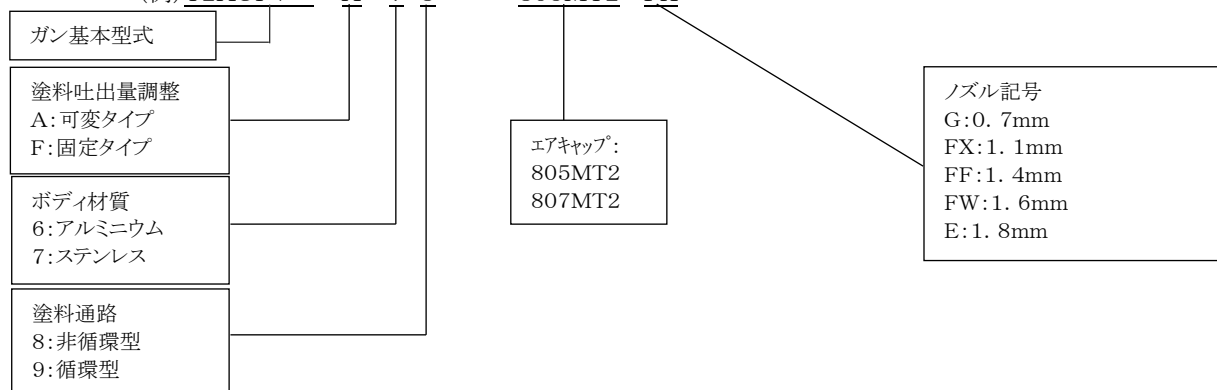 ガン基本型式
塗料吐出量調整
A:可変タイプ
F:固定タイプ
ボディ材質
6:アルミニウム
7:ステンレス
塗料通路
8:非循環型
9:循環型
エアキャップ:
805MT2
807MT2
ノズル記号
G:0. 7mm
FX:1. 1mm
FF:1. 4mm
FW:1. 6mm
E:1. 8mm